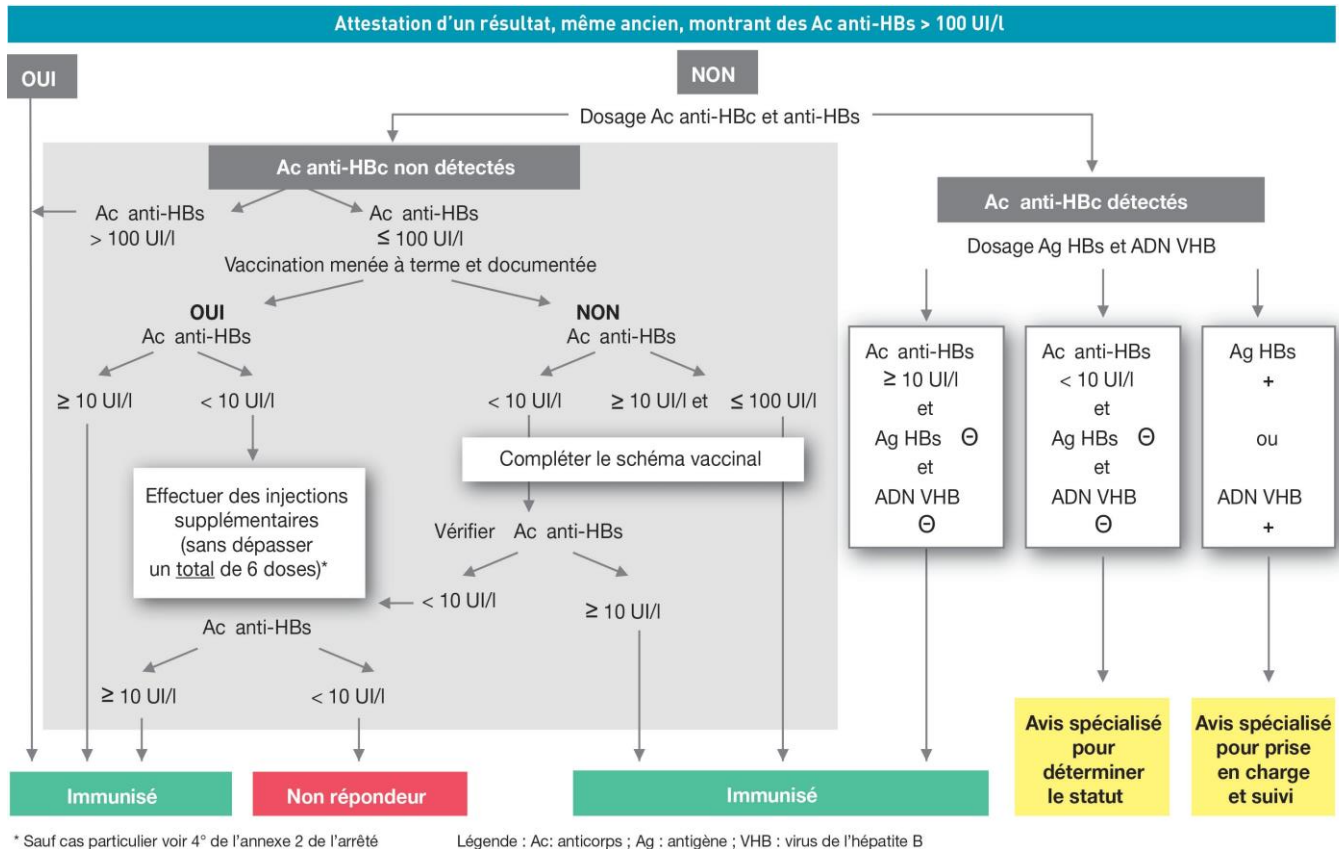 Attestation d'un résultat, même ancien, montrant des Ac anti-HBs > 100 UI/l
OUI
NON
Dosage Ac anti-HBc et anti-HBs
Ac anti-HBc non détectés
Ac anti-HBs
> 100 UI/l
Ac anti-HBs
≤ 100 UI/l
Vaccination menée à terme et documentée
OUI
Ac anti-HBs
NON
Ac anti-HBs
≥ 10 UI/l
< 10 UI/l
< 10 UI/l
≥ 10 UI/l et
≤ 100 UI/l
Effectuer des injections
supplémentaires
(sans dépasser
un total de 6 doses)*
Compléter le schéma vaccinal
Vérifier Ac anti-HBs
< 10 UI/l
≥ 10 UI/l
Ac anti-HBs
≥ 10 UI/l
< 10 UI/l
Ac anti-HBc détectés
Dosage Ag HBs et ADN VHB
Ac anti-HBs
≥ 10 UI/l
et
Ag HBs Θ
et
ADN VHB
Θ
Ac anti-HBs
< 10 UI/l
et
Ag HBs Θ
et
ADN VHB
Θ
Ag HBs
+
ou
ADN VHB
+
Immunisé
Non répondeur
Immunisé
Avis spécialisé
pour
déterminer
le statut
Avis spécialisé
pour prise
en charge
et suivi
* Sauf cas particulier voir 4° de l'annexe 2 de l'arrêté
Légende : Ac: anticorps ; Ag : antigène ; VHB : virus de l'hépatite B